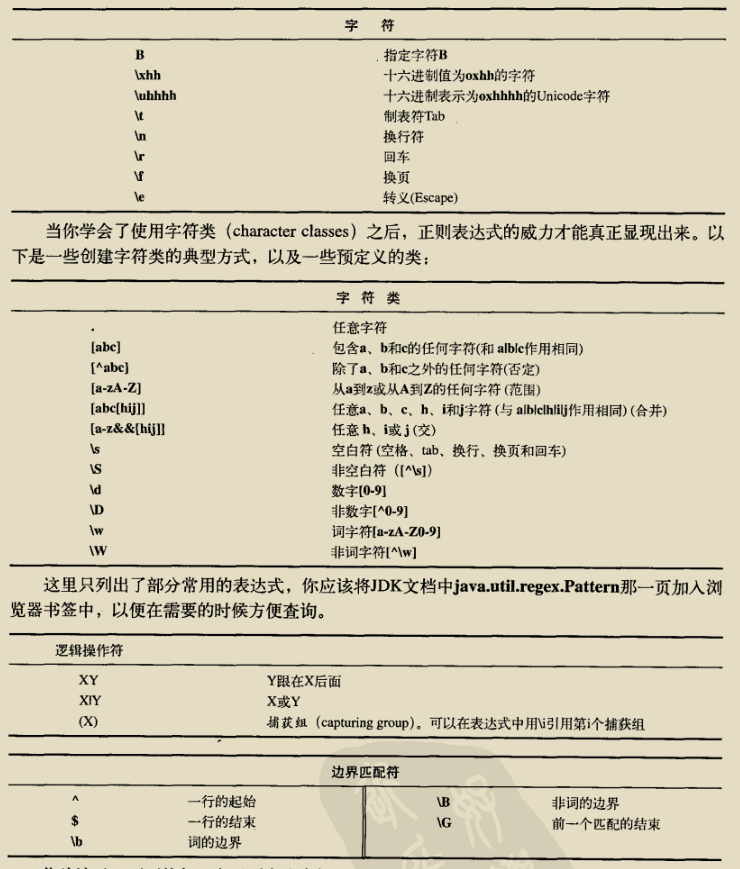 字 符
B 指定字符B
\xhh 十六进制值为oxhh的字符
\uhhhh 十六进制表示为oxhhhh的Unicode字符
\t 制表符Tab
\n 换行符
\r 回车
\f 换页
\e 转义(Escape)
当你学会了使用字符类（character classes）之后，正则表达式的威力才能真正显现出来。以
下是一些创建字符类的典型方式，以及一些预定义的类：
字 符 类
. 任意字符
[abc] 包含a、b和c的任何字符(和 a|b|c作用相同)
[^abc] 除了a、b和c之外的任何字符(否定)
[a-zA-Z] 从a到z或从A到Z的任何字符 (范围)
[abc[hij]] 任意a、b、c、h、i和j字符 (与 a|b|c|h|i|j作用相同) (合并)
[a-z&&[hij]] 任意 h、i或 j (交)
\s 空白符 (空格、tab、换行、换页和回车)
\S 非空白符（[^\s]）
\d 数字[0-9]
\D 非数字[^0-9]
\w 词字符[a-zA-Z0-9]
\W 非词字符[^\w]
这里只列出了部分常用的表达式，你应该将JDK文档中java.util.regex.Pattern那一页加入浏
览器书签中，以便在需要的时候方便查询。
逻辑操作符
XY Y跟在X后面
X|Y X或Y
(X) 捕获组（capturing group）。可以在表达式中用\i引用第i个捕获组
边界匹配符
^ 一行的起始 \B 非词的边界
$ 一行的结束 \G 前一个匹配的结束
\b 词的边界